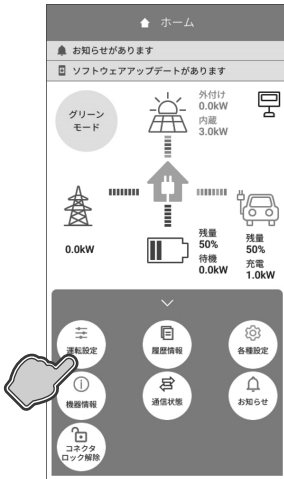 ホーム
お知らせがあります
ソフトウェアアップデートがあります
グリーン
モード
外付け
0.0kW
内蔵
3.0kW
0.0kW
残量
50%
待機
0.0kW
残量
50%
充電
1.0kW
運転設定
履歴情報
各種設定
機器情報
通信状態
お知らせ
コネクタ
ロック解除